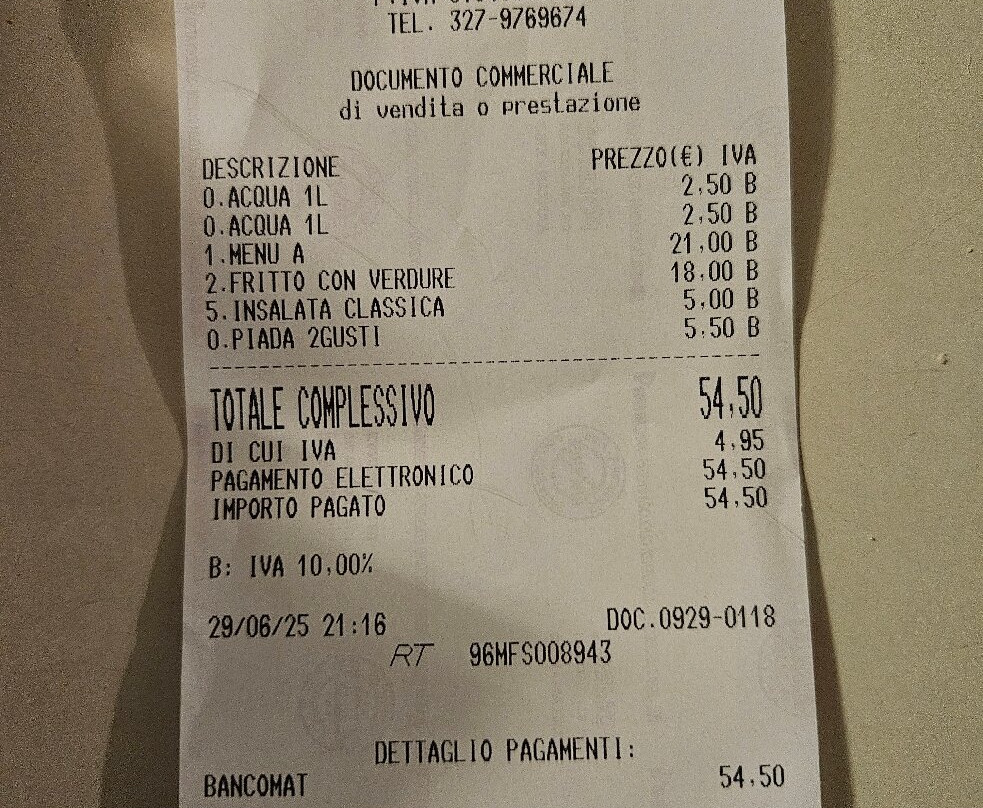 TEL. 327-9769674
DOCUMENTO COMMERCIALE
di vendita o prestazione
DESCRIZIONE PREZZO(€) IVA
0.ACQUA 1L 2,50 B
0.ACQUA 1L 2,50 B
1.MENU A 21,00 B
2.FRITTO CON VERDURE 18,00 B
5.INSALATA CLASSICA 5,00 B
0.PIADA 2GUSTI 5,50 B
TOTALE COMPLESSIVO 54,50
DI CUI IVA 4,95
PAGAMENTO ELETTRONICO 54,50
IMPORTO PAGATO 54,50
B: IVA 10,00%
29/06/25 21:16 DOC.0929-0118
RT 96MFS008943
DETTAGLIO PAGAMENTI:
BANCOMAT 54,50